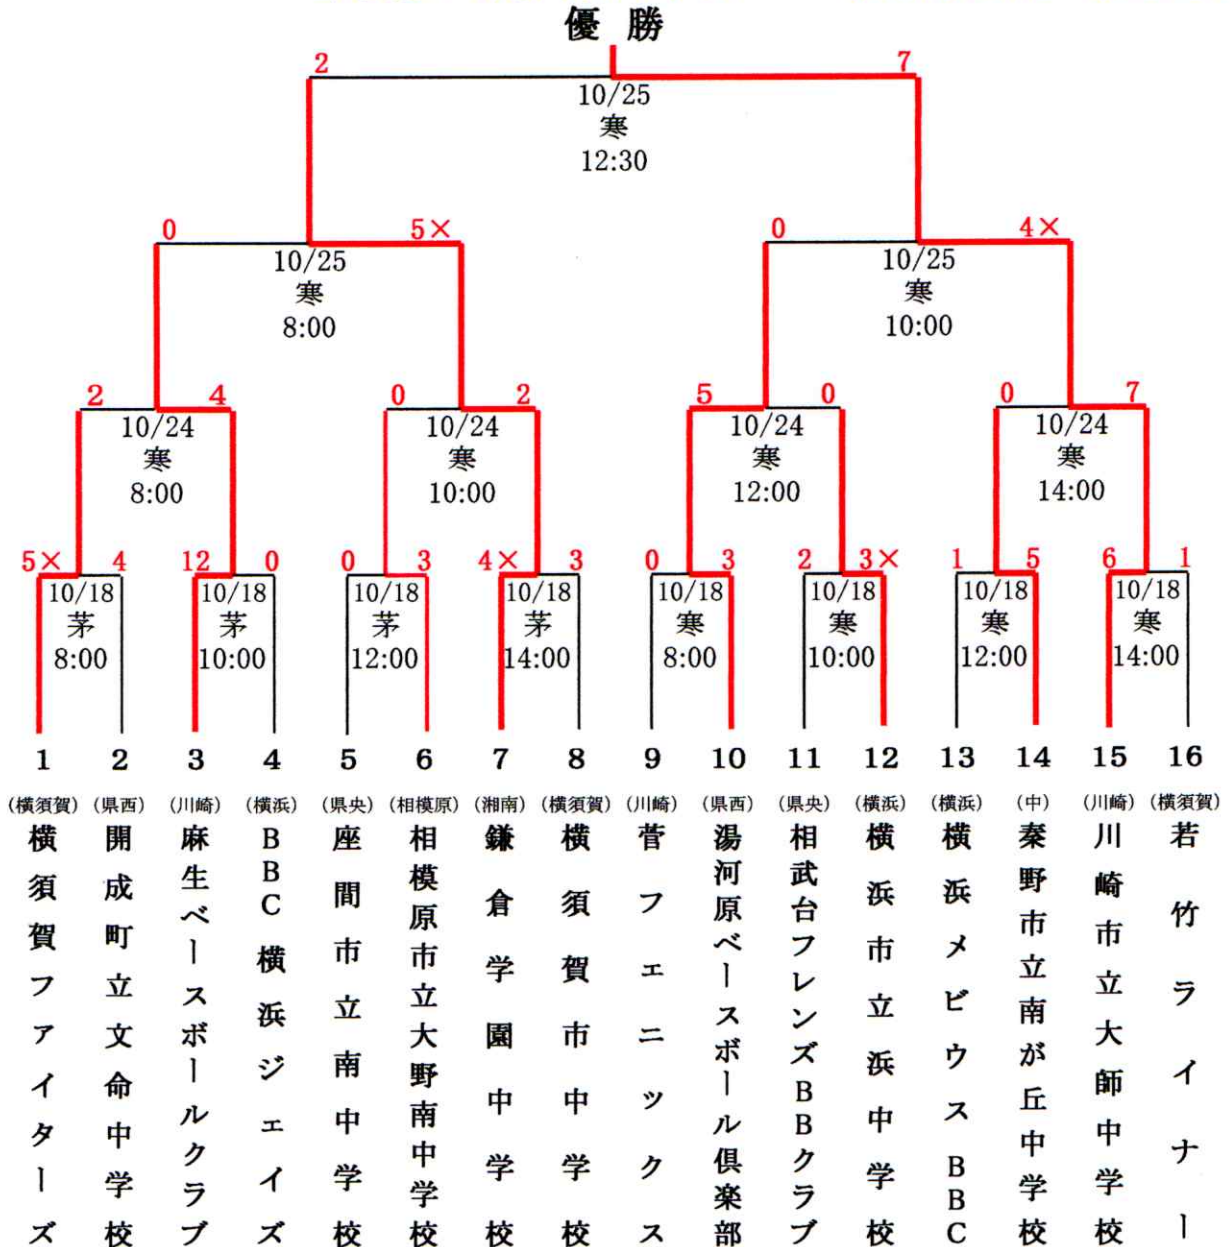 優勝
2 7
10/25
寒
12:30
0 5× 0 4×
10/25 10/25
寒 寒
8:00 10:00
2 4 0 2 5 0 0 7
10/24 10/24 10/24 10/24
寒 寒 寒 寒
8:00 10:00 12:00 14:00
5× 4 12 0 0 3 4× 3 0 3 2 3× 1 5 6 1
10/18 10/18 10/18 10/18 10/18 10/18 10/18 10/18
茅 茅 茅 茅 寒 寒 寒 寒
8:00 10:00 12:00 14:00 8:00 10:00 12:00 14:00
1 2 3 4 5 6 7 8 9 10 11 12 13 14 15 16
(横須賀) (県西) (川崎) (横浜) (県央) (相模原) (湘南) (横須賀) (川崎) (県西) (県央) (横浜) (横浜) (中) (川崎) (横須賀)
横須賀ファイターズ
開成町立文命中学校
麻生ベースボールクラブ
BBC横浜ジェイズ
座間市立南中学校
相模原市立大野南中学校
鎌倉学園中学校
横須賀市中学校
菅フェニックス
湯河原ベースボール倶楽部
相武台フレンズBBクラブ
横浜市立浜中学校
横浜メビウスBBC
秦野市立南が丘中学校
川崎市立大師中学校
若竹ライナー